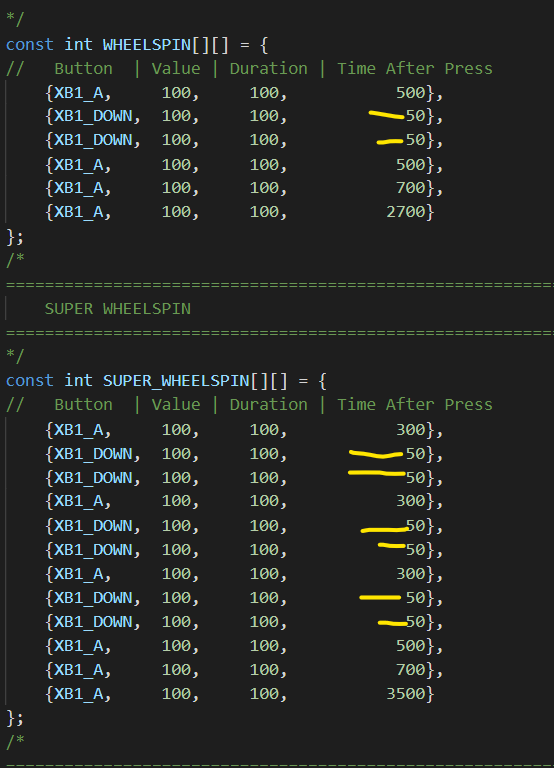 */
const int WHEELSPIN[][] = {
//   Button  | Value | Duration | Time After Press
    {XB1_A,     100,     100,           500},
    {XB1_DOWN,  100,     100,            50},
    {XB1_DOWN,  100,     100,            50},
    {XB1_A,     100,     100,           500},
    {XB1_A,     100,     100,           700},
    {XB1_A,     100,     100,          2700}
};
/*
========================================================
    SUPER WHEELSPIN
========================================================
*/
const int SUPER_WHEELSPIN[][] = {
//   Button  | Value | Duration | Time After Press
    {XB1_A,     100,     100,           300},
    {XB1_DOWN,  100,     100,            50},
    {XB1_DOWN,  100,     100,            50},
    {XB1_A,     100,     100,           300},
    {XB1_DOWN,  100,     100,            50},
    {XB1_DOWN,  100,     100,            50},
    {XB1_A,     100,     100,           300},
    {XB1_DOWN,  100,     100,            50},
    {XB1_DOWN,  100,     100,            50},
    {XB1_A,     100,     100,           500},
    {XB1_A,     100,     100,           700},
    {XB1_A,     100,     100,          3500}
};
/*
========================================================